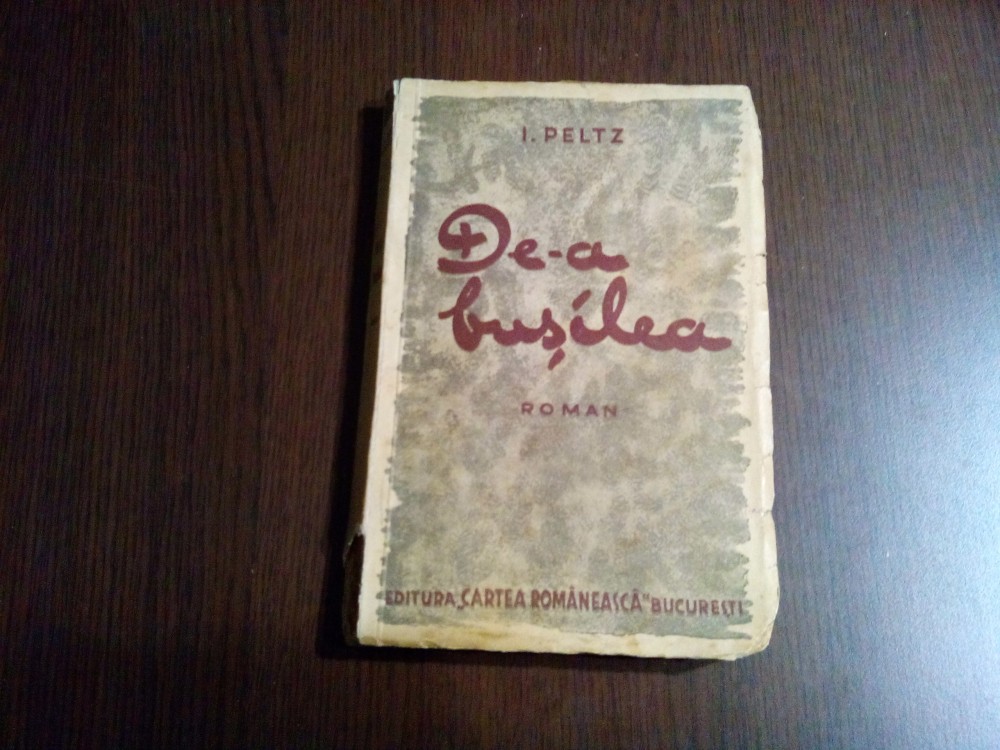 I. PELTZ
De-a
bușilea
ROMAN
EDITURA „CARTEA ROMÂNEASCĂ” BUCUREȘTI